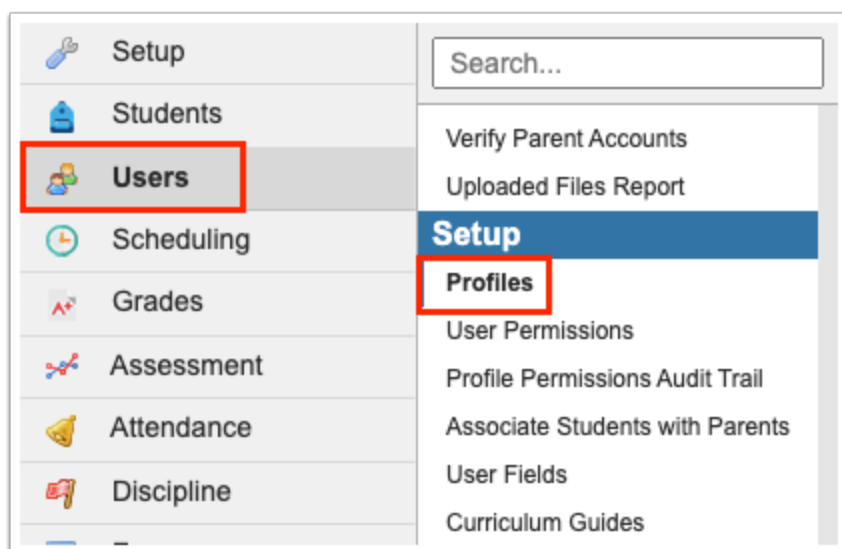 Setup
Students
Users
Scheduling
Grades
Assessment
Attendance
Discipline
Search...
Verify Parent Accounts
Uploaded Files Report
Setup
Profiles
User Permissions
Profile Permissions Audit Trail
Associate Students with Parents
User Fields
Curriculum Guides